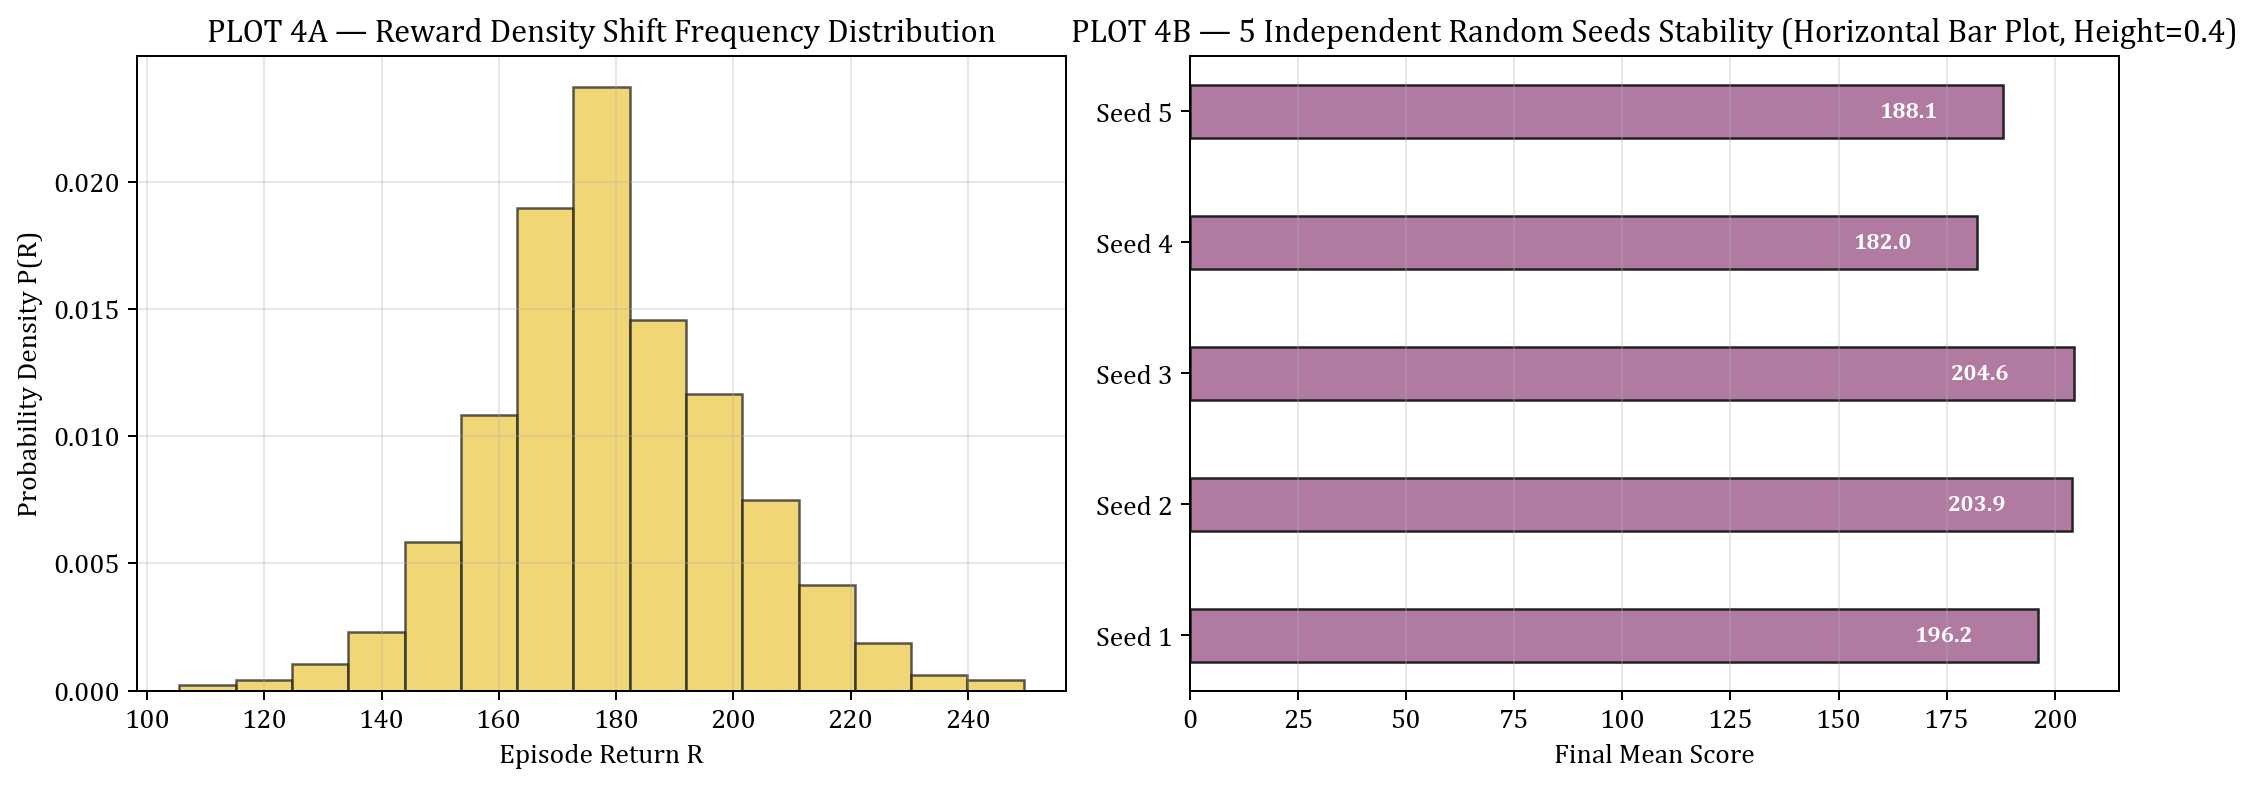 PLOT 4A — Reward Density Shift Frequency Distribution
Probability Density P(R)
0.020
0.015
0.010
0.005
0.000
100 120 140 160 180 200 220 240
Episode Return R
PLOT 4B — 5 Independent Random Seeds Stability (Horizontal Bar Plot, Height=0.4)
Seed 5 188.1
Seed 4 182.0
Seed 3 204.6
Seed 2 203.9
Seed 1 196.2
0 25 50 75 100 125 150 175 200
Final Mean Score